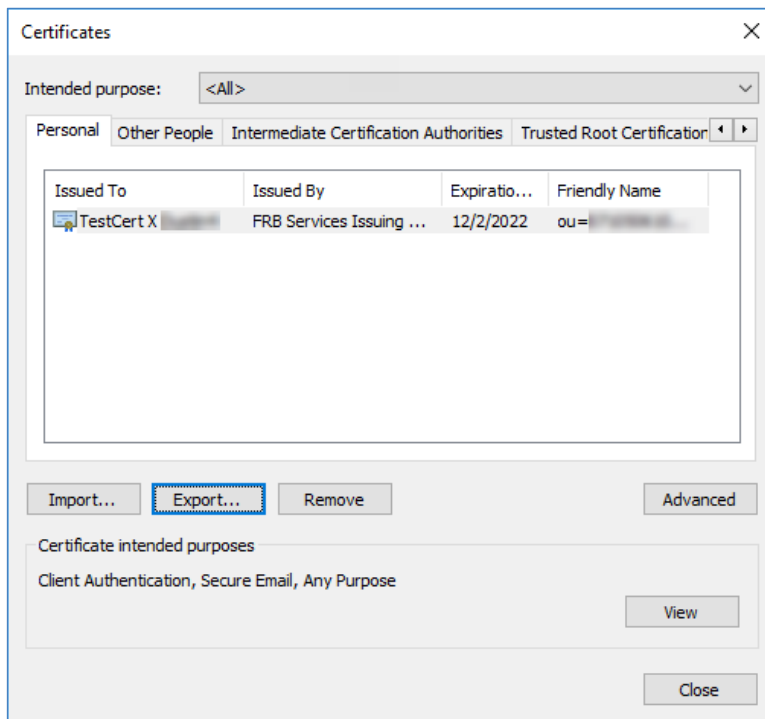 Certificates
Intended purpose: <All>
Personal Other People Intermediate Certification Authorities Trusted Root Certification
Issued To Issued By Expiratio... Friendly Name
TestCert X FRB Services Issuing ... 12/2/2022 ou=
Import... Export... Remove Advanced
Certificate intended purposes
Client Authentication, Secure Email, Any Purpose
View
Close